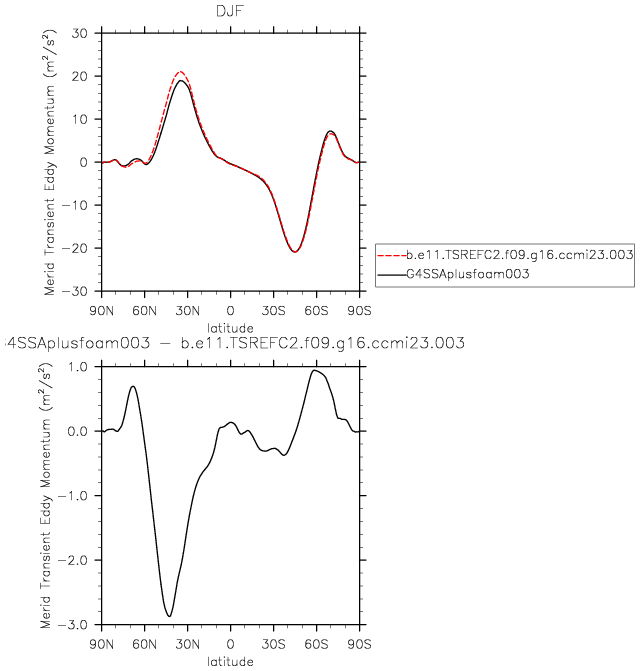 DJF
Merid Transient Eddy Momentum (m²/s²)
30
20
10
0
-10
-20
-30
90N 60N 30N 0 30S 60S 90S
latitude
b.e11.TSREFC2.f09.g16.ccmi23.003
G4SSAplusfoam003
4SSAplusfoam003 - b.e11.TSREFC2.f09.g16.ccmi23.003
Merid Transient Eddy Momentum (m²/s²)
1.0
0.0
-1.0
-2.0
-3.0
90N 60N 30N 0 30S 60S 90S
latitude